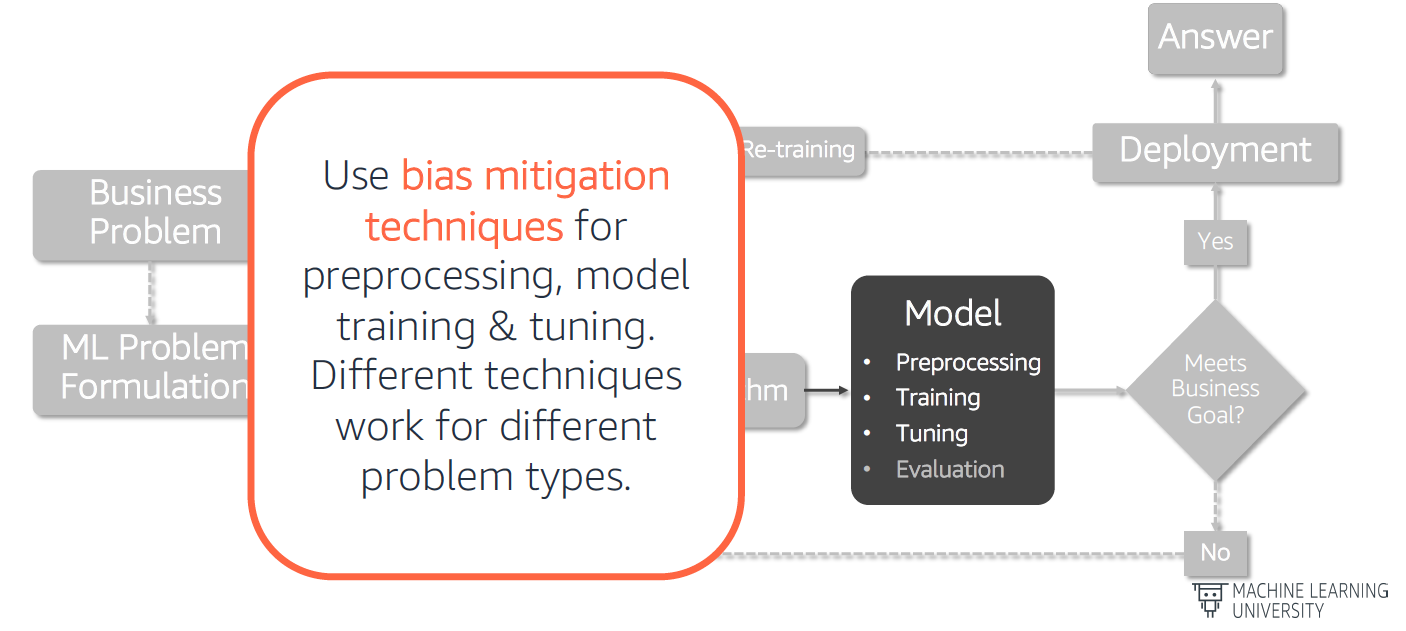 Answer
Re-training
Deployment
Business
Problem
Use bias mitigation
techniques for
preprocessing, model
training & tuning.
Different techniques
work for different
problem types.
Yes
ML Problem
Formulation
hm
Model
• Preprocessing
• Training
• Tuning
• Evaluation
Meets
Business
Goal?
No
MACHINE LEARNING
UNIVERSITY